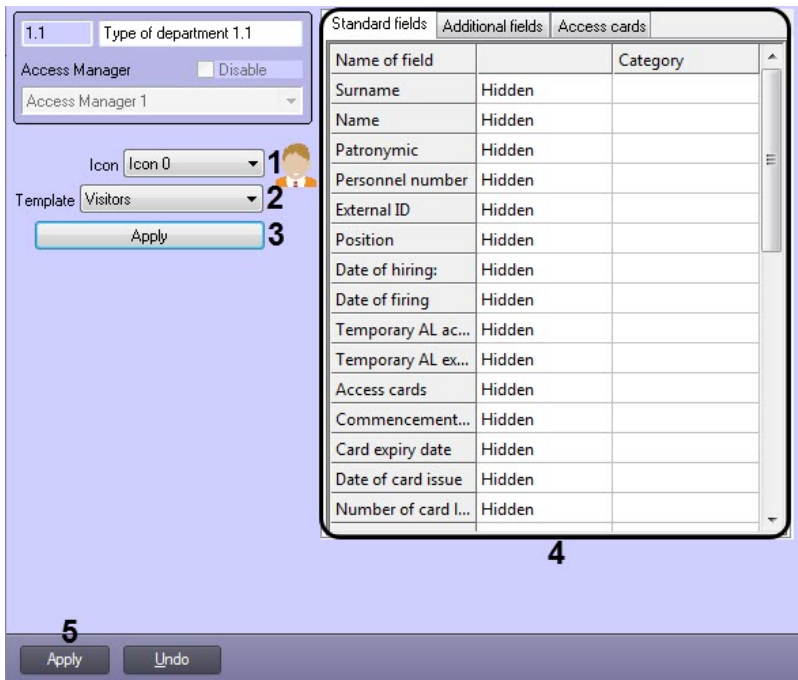 1.1 Type of department 1.1
Access Manager Disable
Access Manager 1
Icon Icon 0 1
Template Visitors 2
Apply 3
Standard fields Additional fields Access cards
Name of field Category
Surname Hidden
Name Hidden
Patronymic Hidden
Personnel number Hidden
External ID Hidden
Position Hidden
Date of hiring: Hidden
Date of firing Hidden
Temporary AL ac... Hidden
Temporary AL ex... Hidden
Access cards Hidden
Commencement... Hidden
Card expiry date Hidden
Date of card issue Hidden
Number of card l... Hidden
4
5
Apply Undo